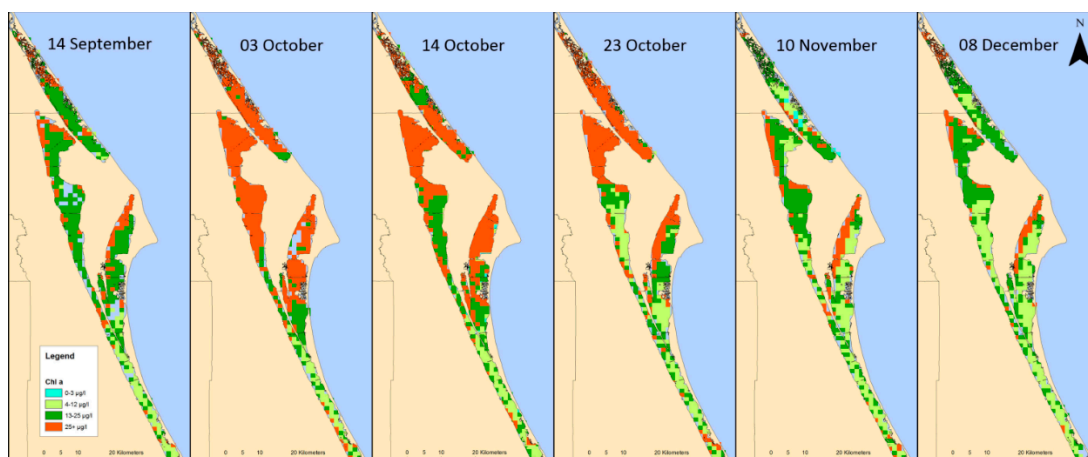 14 September
03 October
14 October
23 October
10 November
08 December
N
Legend
Chl a
0-3 µg/l
4-12 µg/l
13-25 µg/l
25+ µg/l
0 5 10 20 Kilometers
0 5 10 20 Kilometers
0 5 10 20 Kilometers
0 5 10 20 Kilometers
0 5 10 20 Kilometers
0 5 10 20 Kilometers